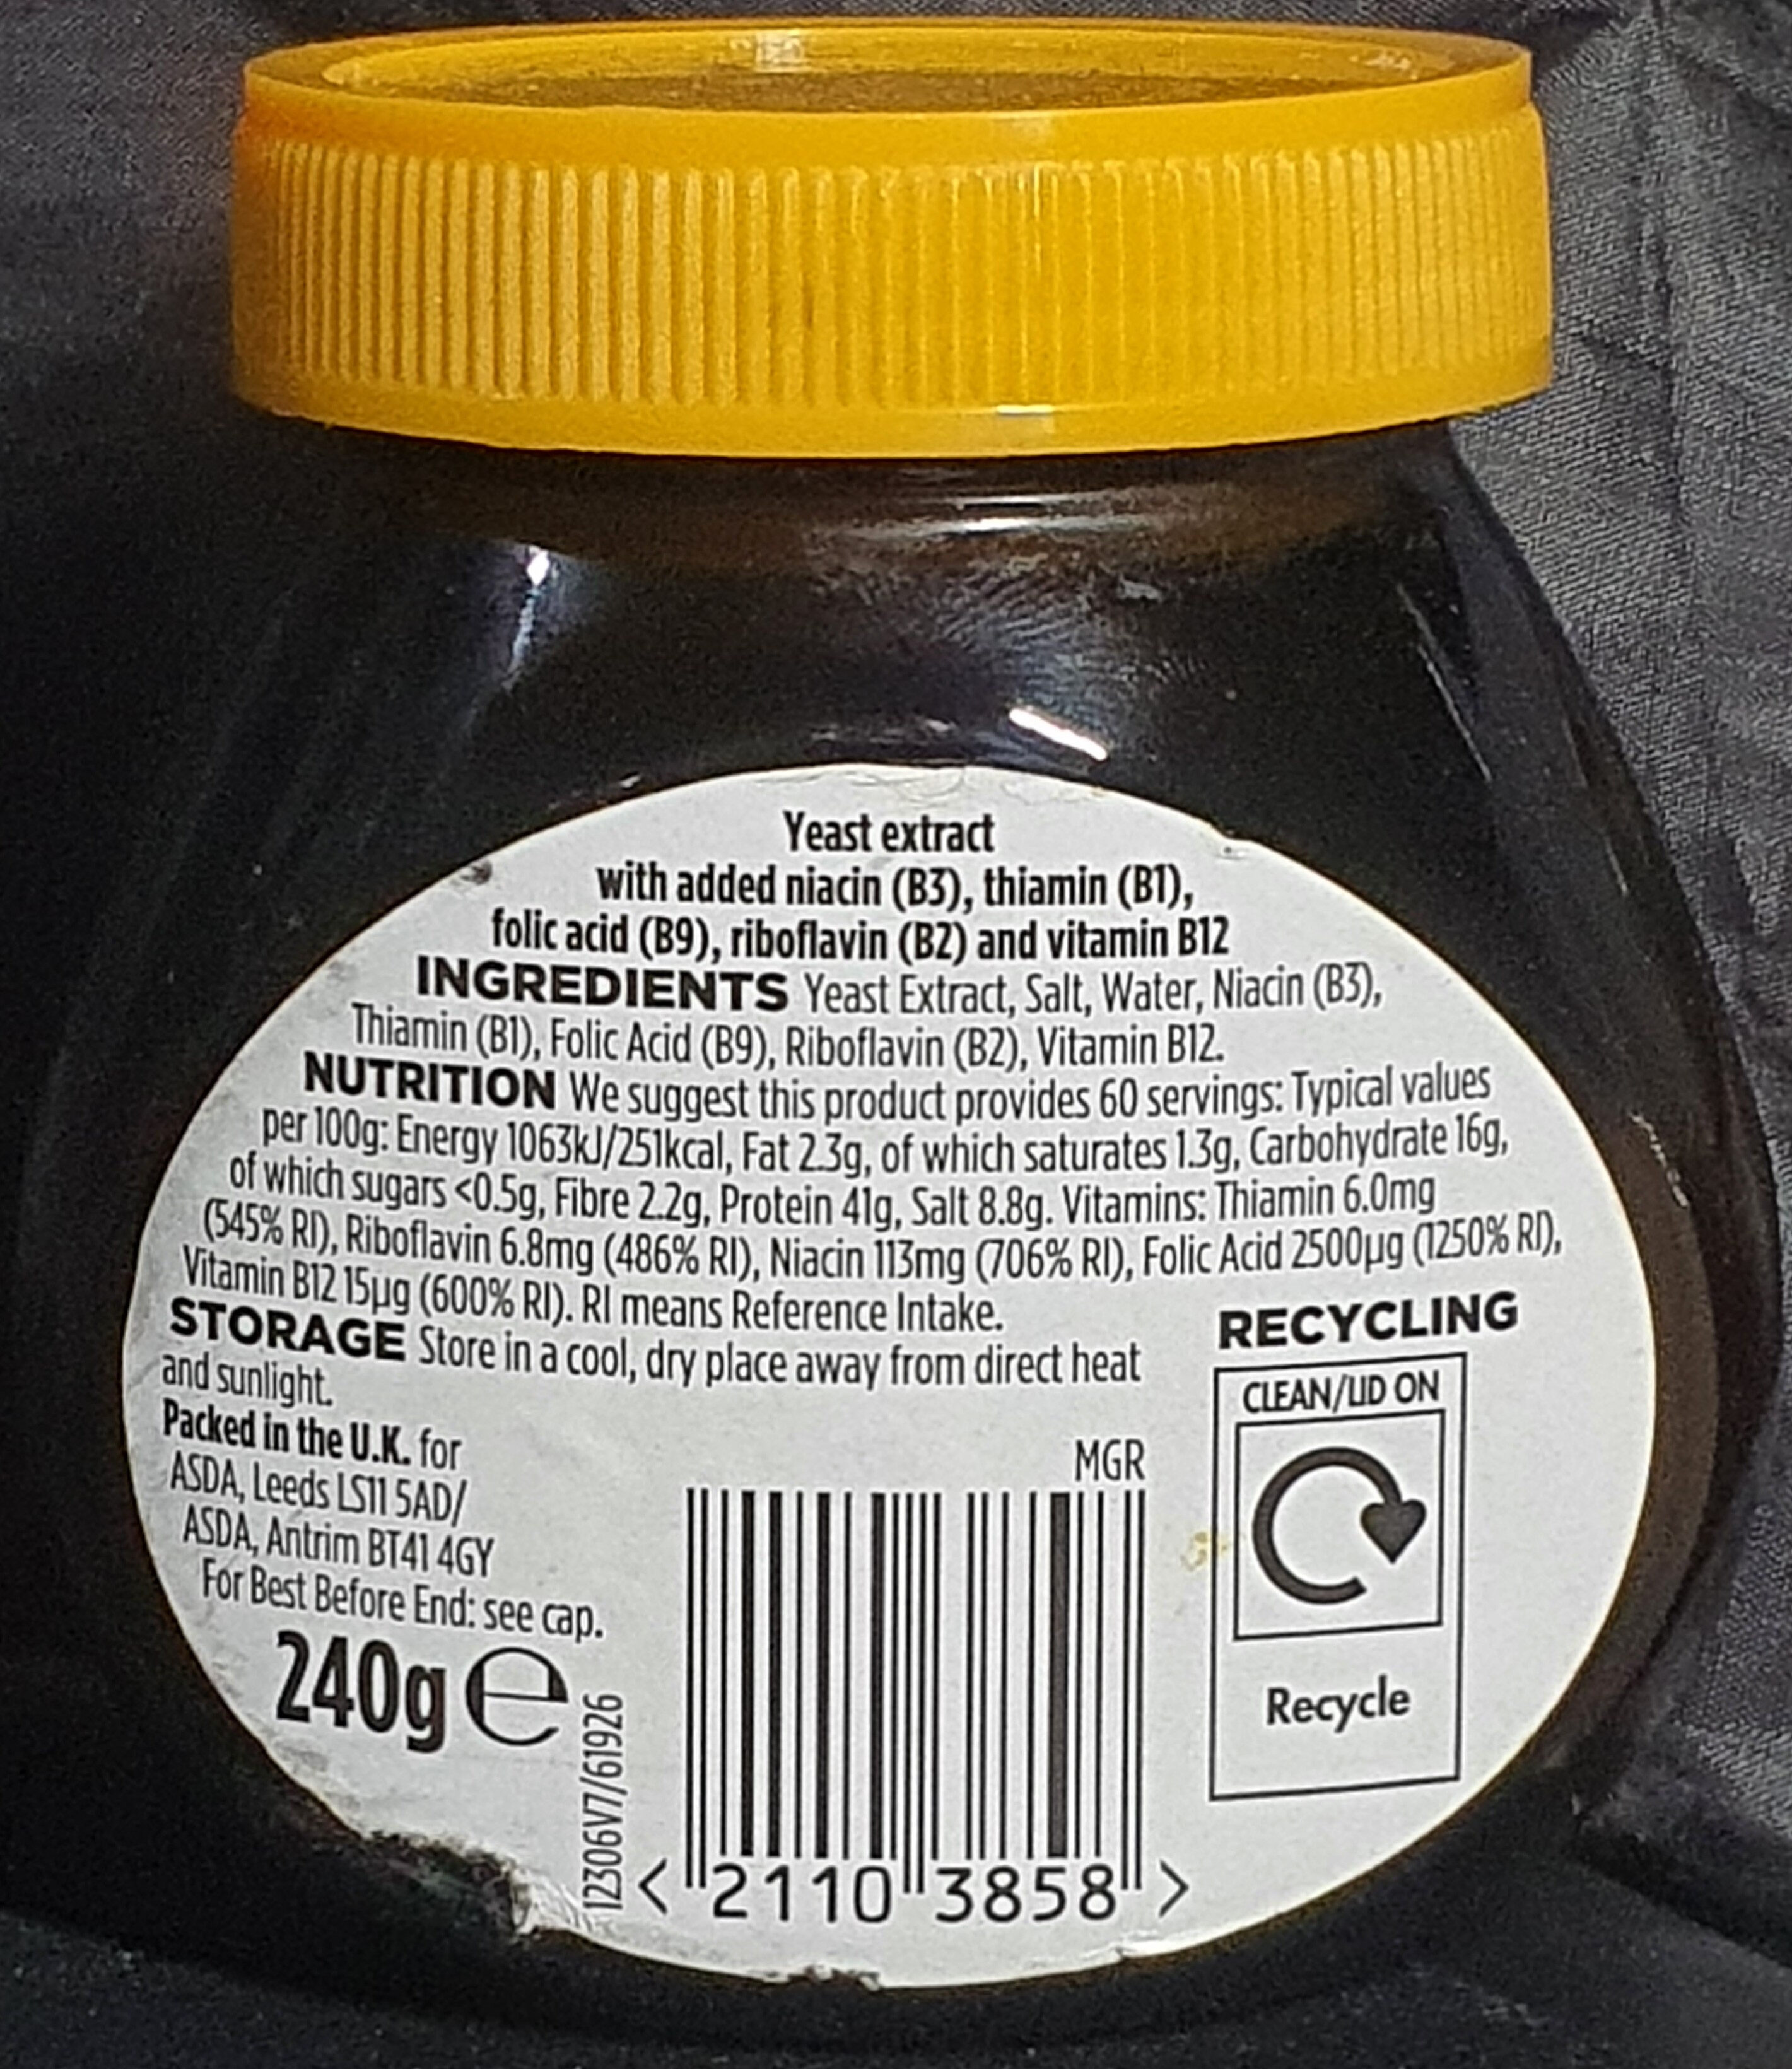 Yeast extract
with added niacin (B3), thiamin (B1),
folic acid (B9), riboflavin (B2) and vitamin B12
INGREDIENTS Yeast Extract, Salt, Water, Niacin (B3),
Thiamin (B1), Folic Acid (B9), Riboflavin (B2), Vitamin B12.
NUTRITION We suggest this product provides 60 servings: Typical values
per 100g: Energy 1063kJ/251kcal, Fat 2.3g, of which saturates 1.3g, Carbohydrate 16g,
of which sugars <0.5g, Fibre 2.2g, Protein 41g, Salt 8.8g. Vitamins: Thiamin 6.0mg
(545% RI), Riboflavin 6.8mg (486% RI), Niacin 113mg (706% RI), Folic Acid 2500µg (1250% RI),
Vitamin B12 15µg (600% RI). RI means Reference Intake.
STORAGE Store in a cool, dry place away from direct heat
and sunlight.
Packed in the U.K. for
ASDA, Leeds LS11 5AD/
ASDA, Antrim BT41 4GY
For Best Before End: see cap.
240g e
12306V7/61926
MGR
< 2110 3858 >
RECYCLING
CLEAN/LID ON
Recycle